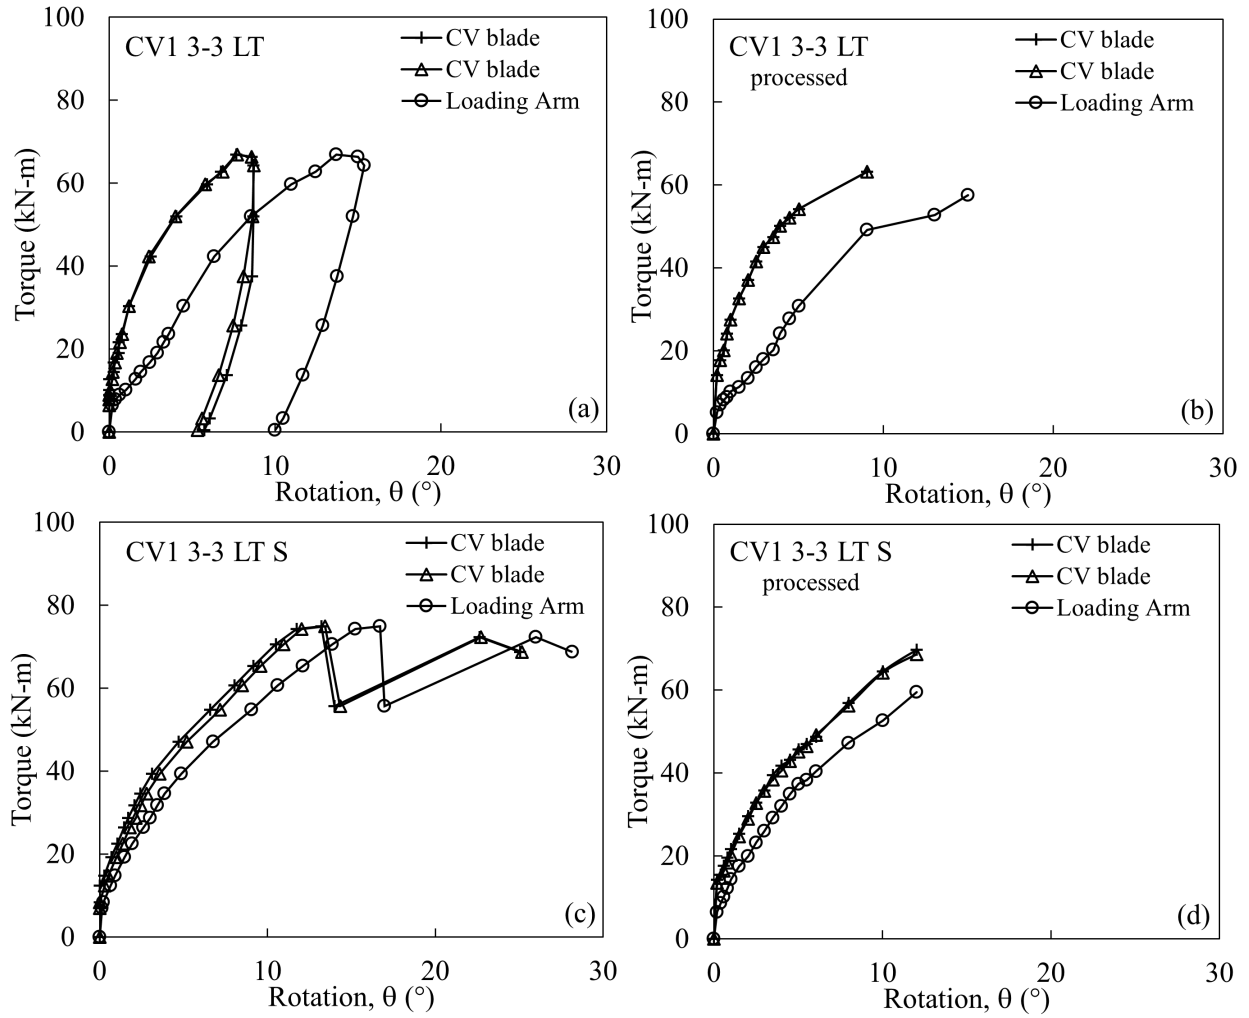 CV1 3-3 LT
CV blade
CV blade
Loading Arm
100
80
60
40
20
0
Torque (kN-m)
(a)
0
10
20
30
Rotation, θ (°)
CV1 3-3 LT
processed
CV blade
CV blade
Loading Arm
100
80
60
40
20
0
Torque (kN-m)
(b)
0
10
20
30
Rotation, θ (°)
CV1 3-3 LT S
CV blade
CV blade
Loading Arm
100
80
60
40
20
0
Torque (kN-m)
(c)
0
10
20
30
Rotation, θ (°)
CV1 3-3 LT S
processed
CV blade
CV blade
Loading Arm
100
80
60
40
20
0
Torque (kN-m)
(d)
0
10
20
30
Rotation, θ (°)